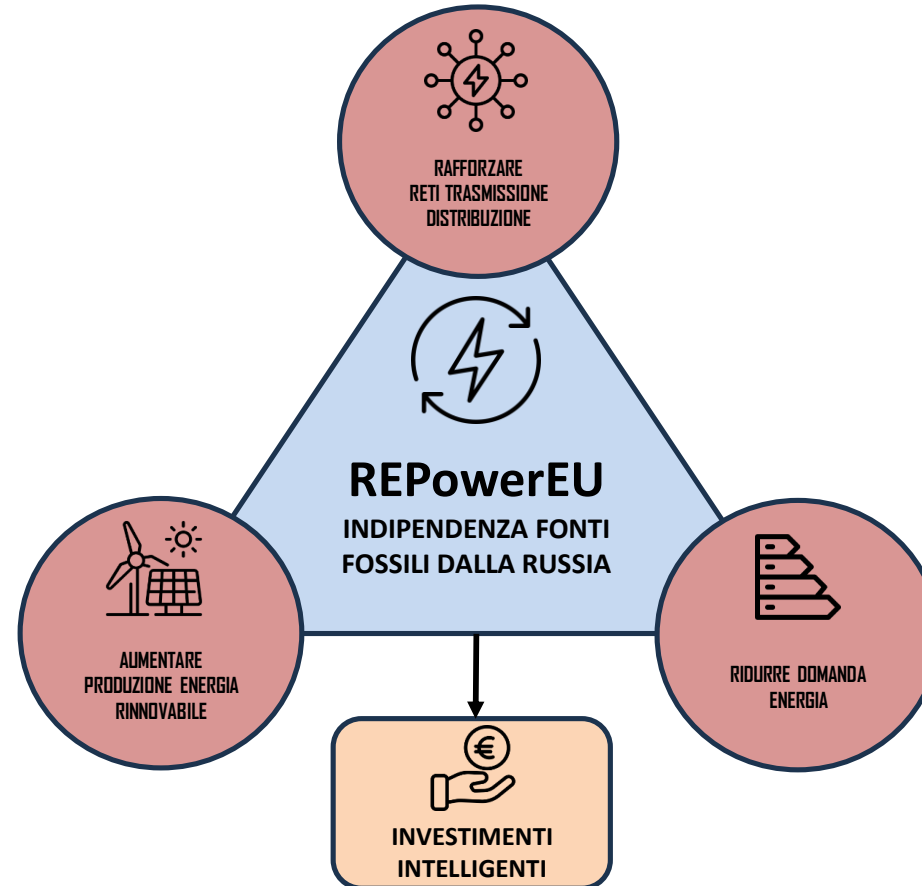 RAFFORZARE
RETI TRASMISSIONE
DISTRIBUZIONE
REPowerEU
INDIPENDENZA FONTI
FOSSILI DALLA RUSSIA
AUMENTARE
PRODUZIONE ENERGIA
RINNOVABILE
RIDURRE DOMANDA
ENERGIA
€
INVESTIMENTI
INTELLIGENTI